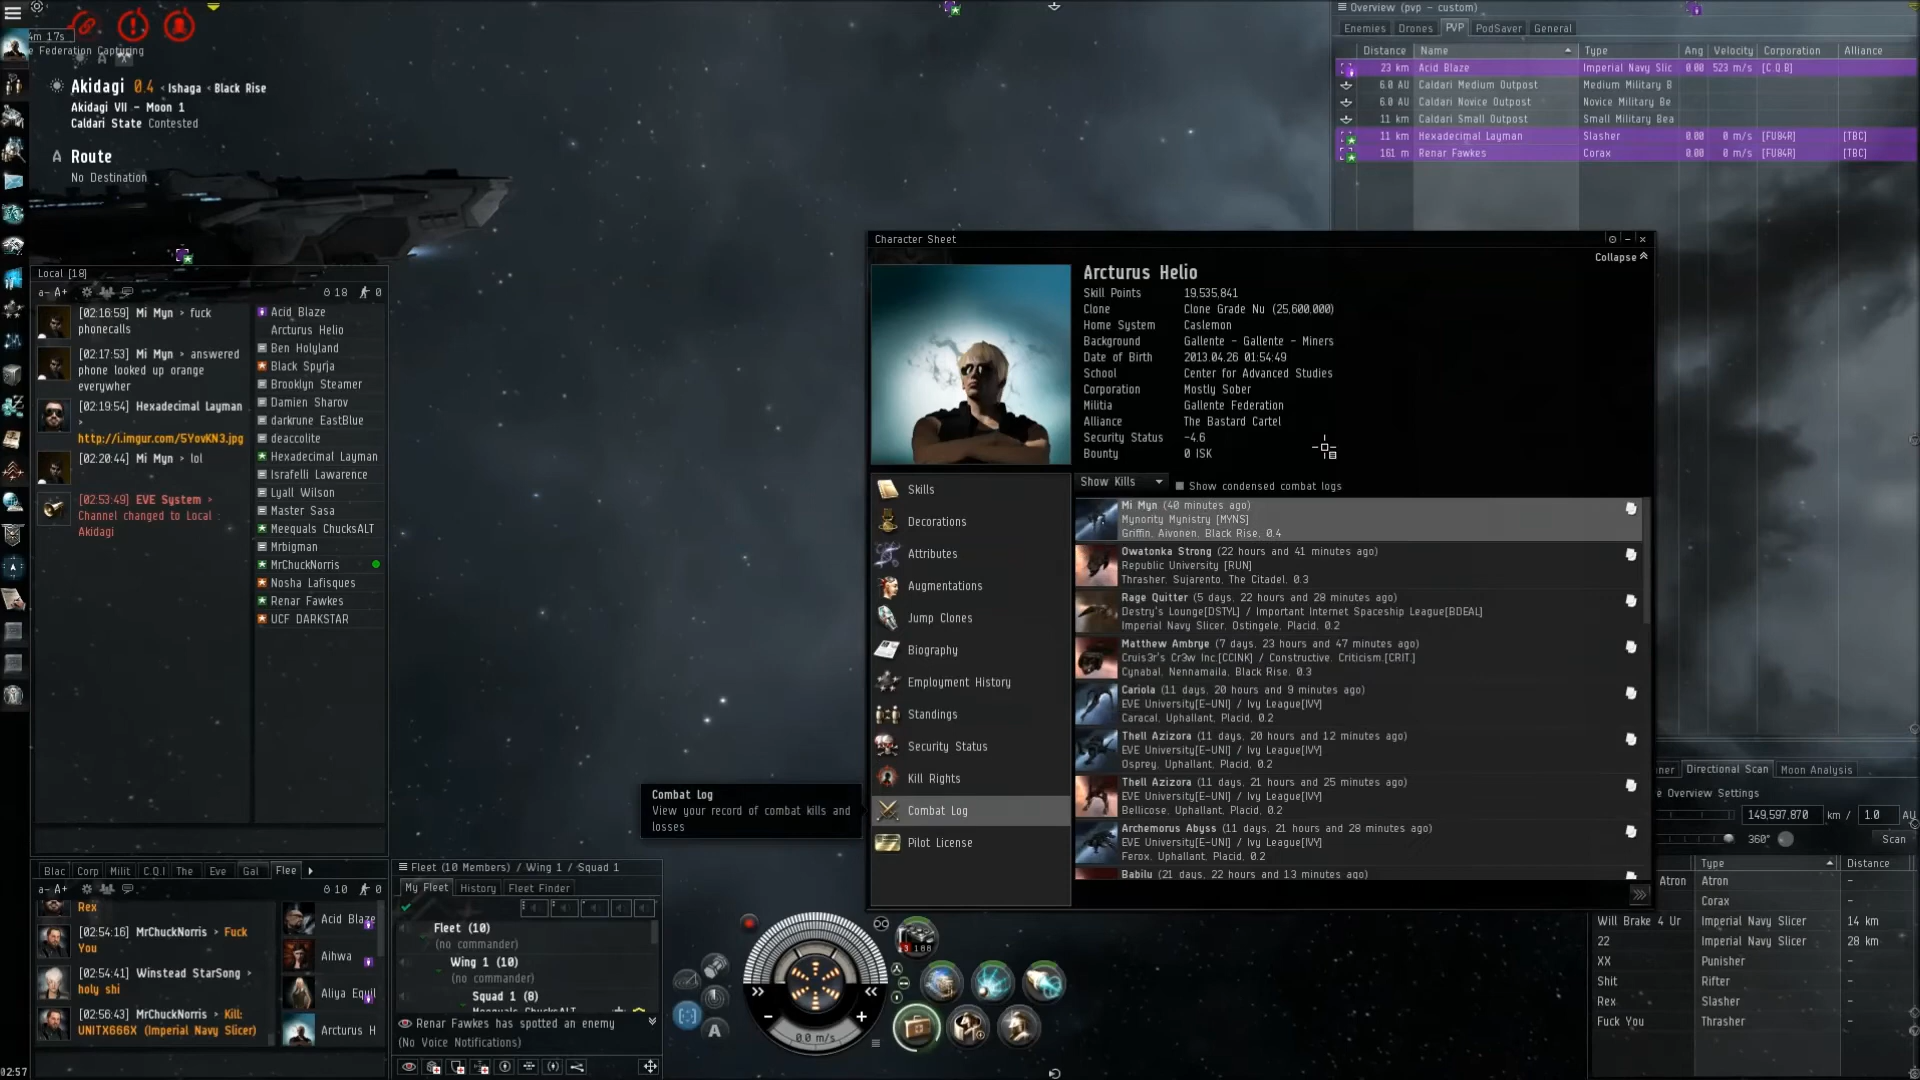 4m 17s
e Federation Capturing
Akidagi 0.4 < Ishaga < Black Rise
Akidagi VII - Moon 1
Caldari State Contested
Route
No Destination
Local [18]
a- A+
18
0
[02:16:59] Mi Myn > fuck
phonecalls
[02:17:53] Mi Myn > answered
phone looked up orange
everywher
[02:19:54] Hexadecimal Layman
>
http://i.imgur.com/5YovKN3.jpg
[02:20:44] Mi Myn > lol
[02:53:49] EVE System >
Channel changed to Local :
Akidagi
Acid Blaze
Arcturus Helio
Ben Holyland
Black Spyrja
Brooklyn Steamer
Damien Sharov
darkrune EastBlue
deaccolite
Hexadecimal Layman
Israfelli Lawarence
Lyall Wilson
Master Sasa
Meequals ChucksALT
Mrbigman
MrChuckNorris
Nosha Lafisques
Renar Fawkes
UCF DARKSTAR
Blac Corp Milit C.Q.I The Eve Gal Flee
a- A+
10
0
Rex
[02:54:16] MrChuckNorris > Fuck
You
[02:54:41] Winstead StarSong >
holy shi
[02:56:43] MrChuckNorris > Kill:
UNITX666X (Imperial Navy Slicer)
Acid Blaze
Aihwa
Aliya Equil
Arcturus H
02:57
Fleet (10 Members) / Wing 1 / Squad 1
My Fleet History Fleet Finder
Fleet (10)
(no commander)
Wing 1 (10)
(no commander)
Squad 1 (8)
Meequals ChucksALT
Renar Fawkes has spotted an enemy
(No Voice Notifications)
Combat Log
View your record of combat kills and
losses
0.0 m/s
3 188
Character Sheet
Collapse
Arcturus Helio
Skill Points 19,535,841
Clone Clone Grade Nu (25,600,000)
Home System Caslemon
Background Gallente - Gallente - Miners
Date of Birth 2013.04.26 01:54:49
School Center for Advanced Studies
Corporation Mostly Sober
Militia Gallente Federation
Alliance The Bastard Cartel
Security Status -4.6
Bounty 0 ISK
Skills
Decorations
Attributes
Augmentations
Jump Clones
Biography
Employment History
Standings
Security Status
Kill Rights
Combat Log
Pilot License
Show Kills
Show condensed combat logs
Mi Myn (40 minutes ago)
Mynority Mynistry [MYNS]
Griffin, Aivonen, Black Rise, 0.4
Owatonka Strong (22 hours and 41 minutes ago)
Republic University [RUN]
Thrasher, Sujarento, The Citadel, 0.3
Rage Quitter (5 days, 22 hours and 28 minutes ago)
Destry's Lounge[DSTYL] / Important Internet Spaceship League[BDEAL]
Imperial Navy Slicer, Ostingele, Placid, 0.2
Matthew Ambrye (7 days, 23 hours and 47 minutes ago)
Cruis3r's Cr3w Inc.[CCINK] / Constructive. Criticism.[CRIT.]
Cynabal, Nennamaila, Black Rise, 0.3
Cariola (11 days, 20 hours and 9 minutes ago)
EVE University[E-UNI] / Ivy League[IVY]
Caracal, Uphallant, Placid, 0.2
Thell Azizora (11 days, 20 hours and 12 minutes ago)
EVE University[E-UNI] / Ivy League[IVY]
Osprey, Uphallant, Placid, 0.2
Thell Azizora (11 days, 21 hours and 25 minutes ago)
EVE University[E-UNI] / Ivy League[IVY]
Bellicose, Uphallant, Placid, 0.2
Archemorus Abyss (11 days, 21 hours and 28 minutes ago)
EVE University[E-UNI] / Ivy League[IVY]
Ferox, Uphallant, Placid, 0.2
Babilu (21 days, 22 hours and 13 minutes ago)
Overview (pvp - custom)
Enemies Drones PVP PodSaver General
Distance Name Type Ang Velocity Corporation Alliance
23 km Acid Blaze Imperial Navy Slic 0.00 523 m/s [C.Q.B]
6.0 AU Caldari Medium Outpost Medium Military B
6.0 AU Caldari Novice Outpost Novice Military Be
11 km Caldari Small Outpost Small Military Bea
11 km Hexadecimal Layman Slasher 0.00 0 m/s [FU84R] [TBC]
161 m Renar Fawkes Corax 0.00 0 m/s [FU84R] [TBC]
nner Directional Scan Moon Analysis
e Overview Settings
149,597,870 km / 1.0 AU
360° Scan
Type Distance
Atron Atron -
Corax -
Will Brake 4 Ur Imperial Navy Slicer 14 km
22 Imperial Navy Slicer 28 km
XX Punisher -
Shit Rifter -
Rex Slasher -
Fuck You Thrasher -